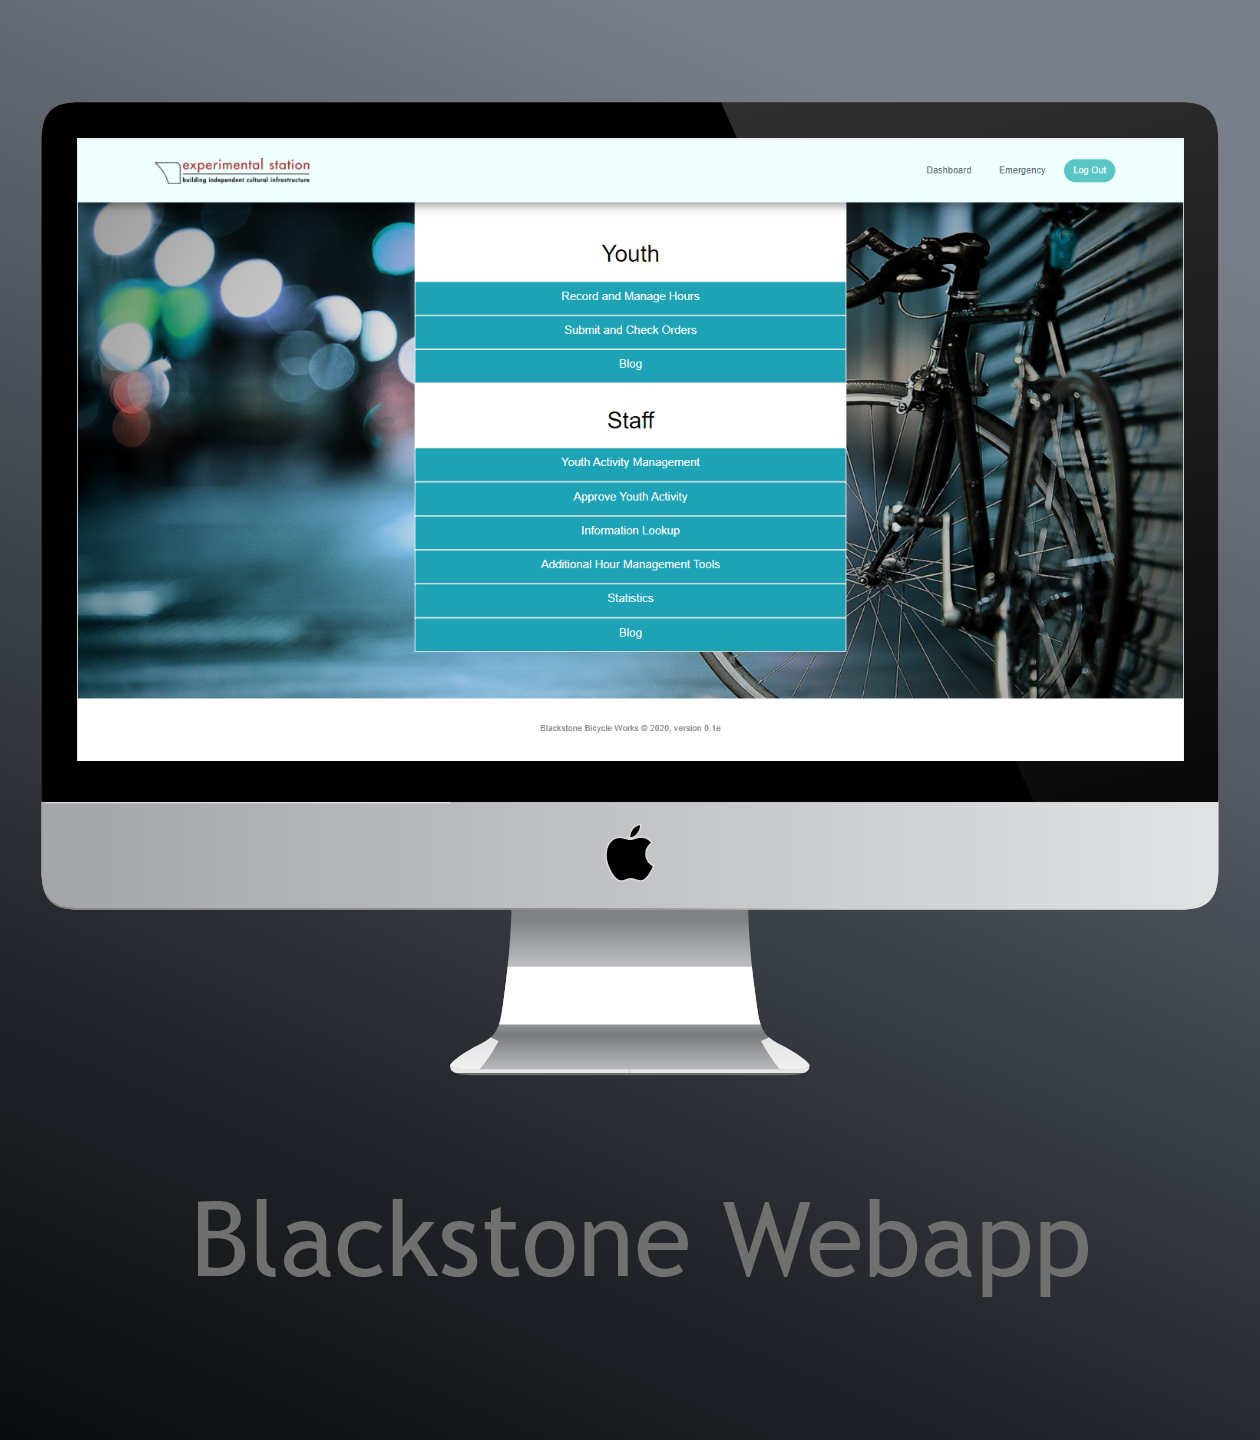 experimental station
building independent cultural infrastructure
Dashboard Emergency Log Out
Youth
Record and Manage Hours
Submit and Check Orders
Blog
Staff
Youth Activity Management
Approve Youth Activity
Information Lookup
Additional Hour Management Tools
Statistics
Blog
Blackstone Bicycle Works © 2020, version 0.1e
Blackstone Webapp